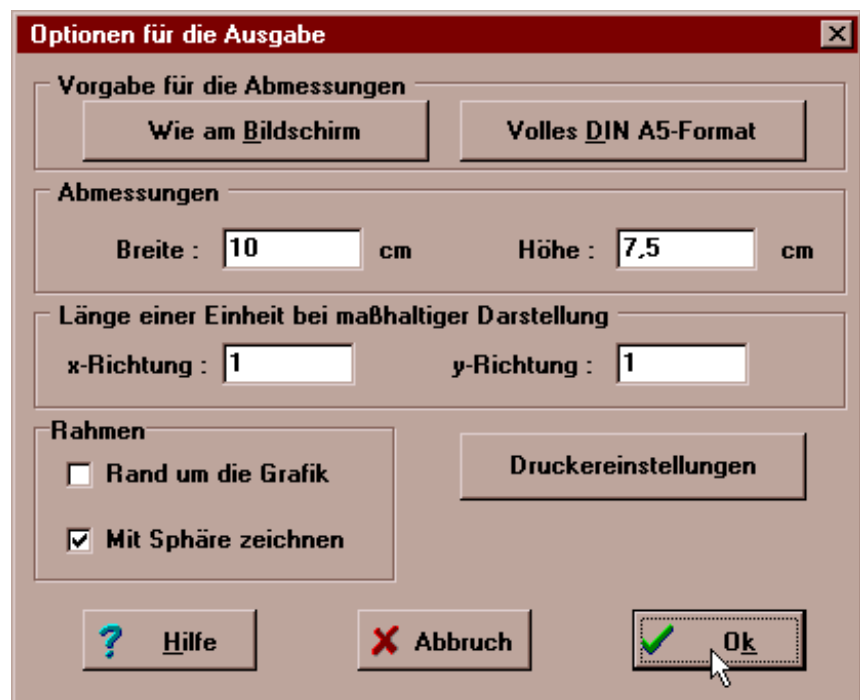 Optionen für die Ausgabe
Vorgabe für die Abmessungen
Wie am Bildschirm Volles DIN A5-Format
Abmessungen
Breite : 10 cm Höhe : 7,5 cm
Länge einer Einheit bei maßhaltiger Darstellung
x-Richtung : 1 y-Richtung : 1
Rahmen
Rand um die Grafik
Druckereinstellungen
Mit Sphäre zeichnen
? Hilfe Abbruch Ok